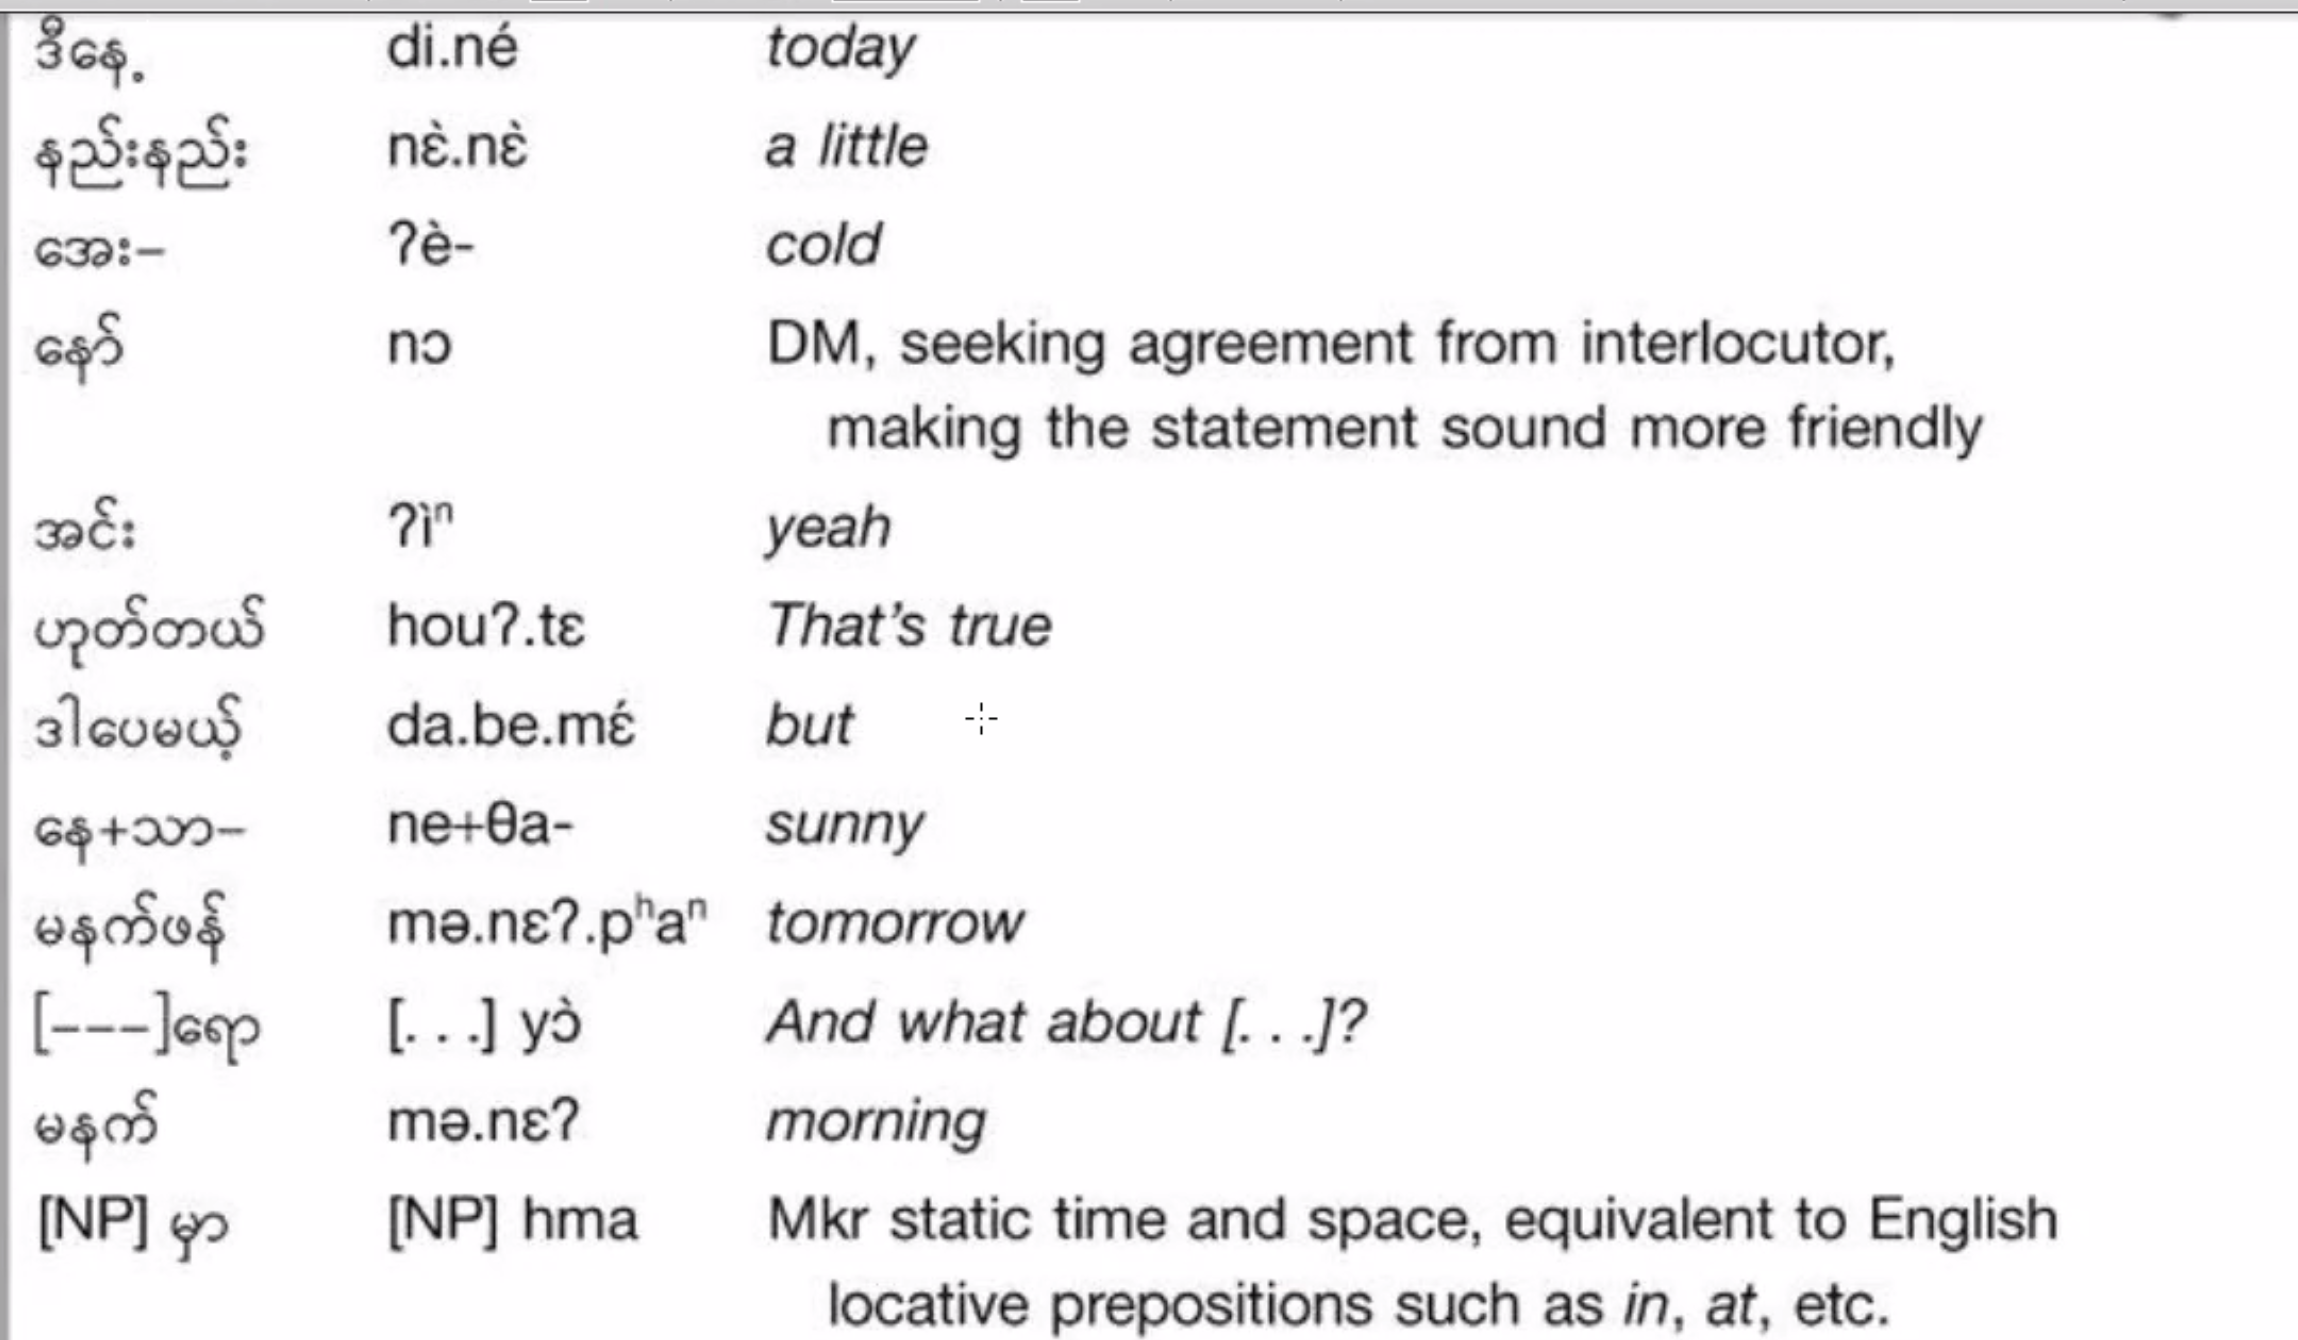 ဒီနေ့ di.né today
နည်းနည်း nɛ̀.nɛ̀ a little
အေး– ʔè- cold
နော် nɔ DM, seeking agreement from interlocutor,
making the statement sound more friendly
အင်း ʔìⁿ yeah
ဟုတ်တယ် houʔ.tɛ That's true
ဒါပေမယ့် da.be.mɛ́ but
နေ+သာ– ne+θa- sunny
မနက်ဖန် mə.nɛʔ.pʰaⁿ tomorrow
[–––]ရော [. . .] yɔ̀ And what about [. . .]?
မနက် mə.nɛʔ morning
[NP] မှာ [NP] hma Mkr static time and space, equivalent to English
locative prepositions such as in, at, etc.